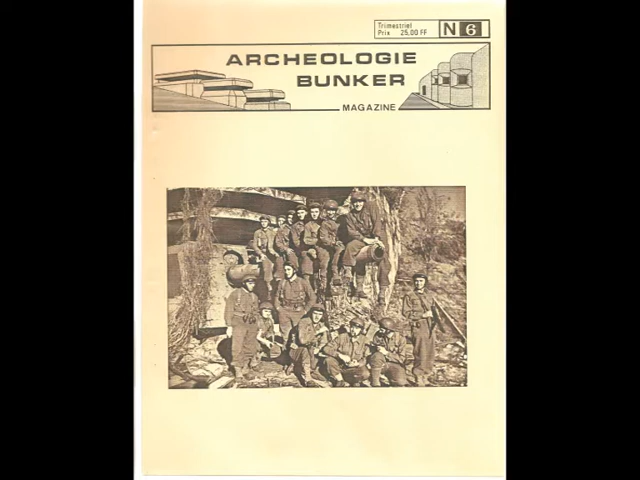 Trimestriel
Prix 25,00 FF
N 6
ARCHEOLOGIE
BUNKER
MAGAZINE